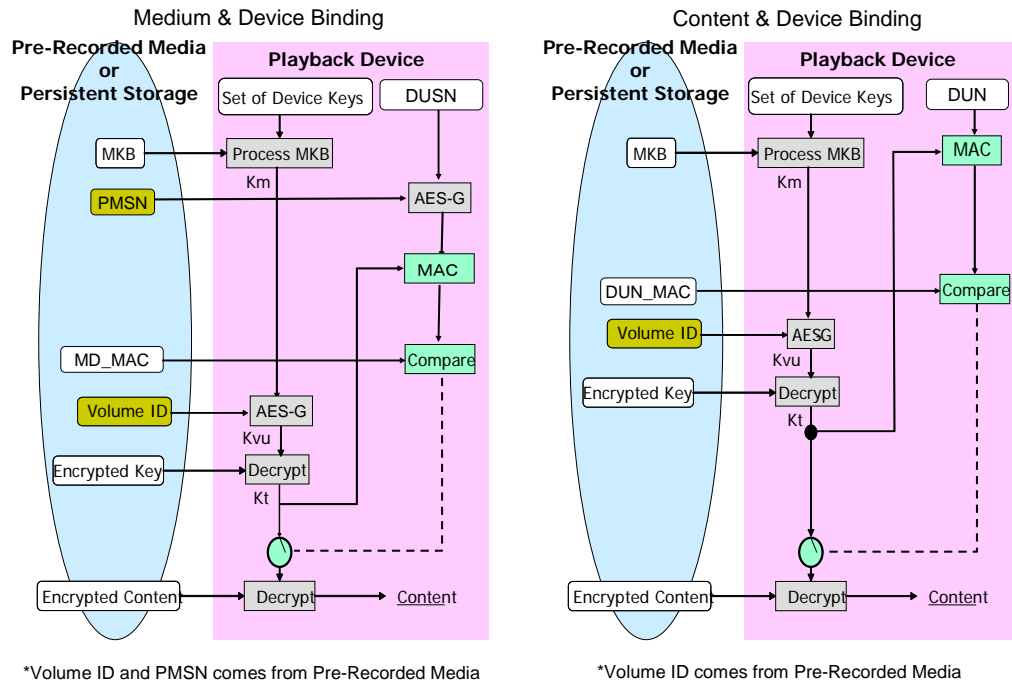 Medium & Device Binding
Pre-Recorded Media
or
Persistent Storage
Playback Device
Set of Device Keys
DUSN
MKB
Process MKB
Km
PMSN
AES-G
MAC
MD_MAC
Compare
Volume ID
AES-G
Kvu
Encrypted Key
Decrypt
Kt
Encrypted Content
Decrypt
Content
*Volume ID and PMSN comes from Pre-Recorded Media
Content & Device Binding
Pre-Recorded Media
or
Persistent Storage
Playback Device
Set of Device Keys
DUN
MKB
Process MKB
MAC
Km
DUN_MAC
Compare
Volume ID
AESG
Kvu
Encrypted Key
Decrypt
Kt
Encrypted Content
Decrypt
Content
*Volume ID comes from Pre-Recorded Media